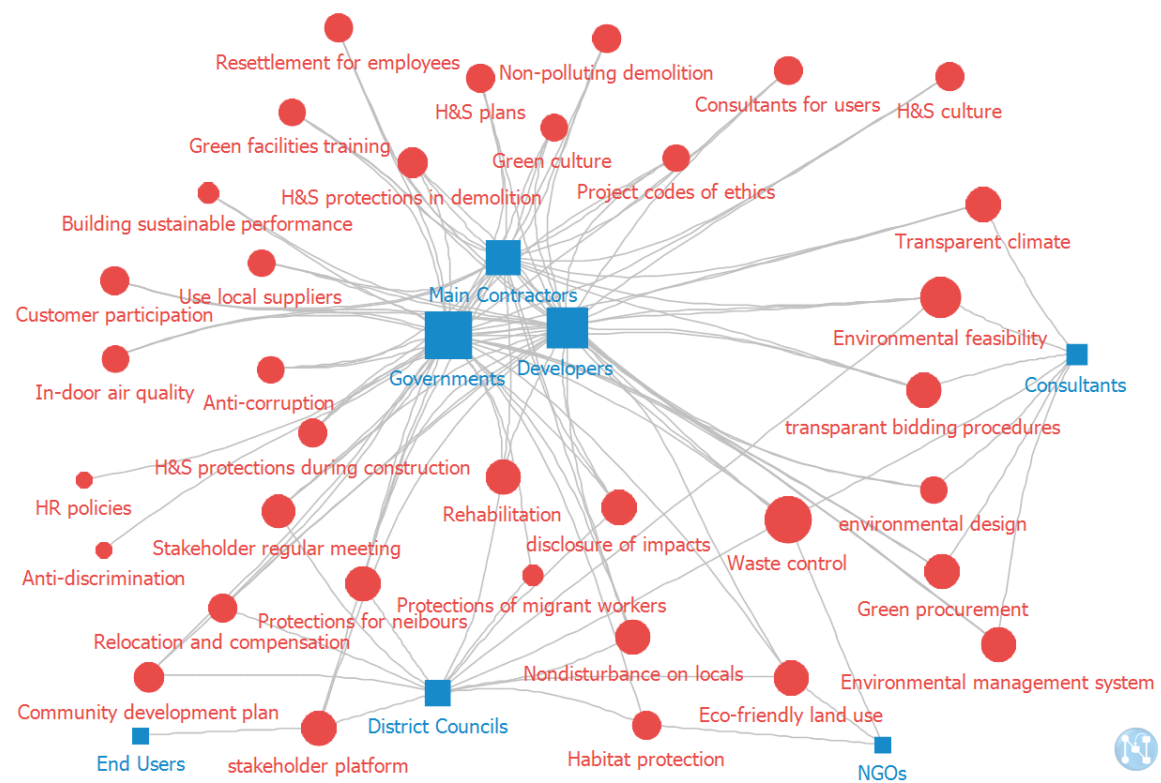 Resettlement for employees
Non-polluting demolition
H&S plans
Consultants for users
H&S culture
Green facilities training
Green culture
H&S protections in demolition
Project codes of ethics
Building sustainable performance
Transparent climate
Use local suppliers
Main Contractors
Customer participation
Environmental feasibility
Developers
Governments
Consultants
In-door air quality
Anti-corruption
transparant bidding procedures
H&S protections during construction
HR policies
Rehabilitation
environmental design
Stakeholder regular meeting
disclosure of impacts
Waste control
Anti-discrimination
Protections of migrant workers
Green procurement
Protections for neibours
Relocation and compensation
Nondisturbance on locals
Environmental management system
Community development plan
Eco-friendly land use
District Councils
Habitat protection
End Users
stakeholder platform
NGOs